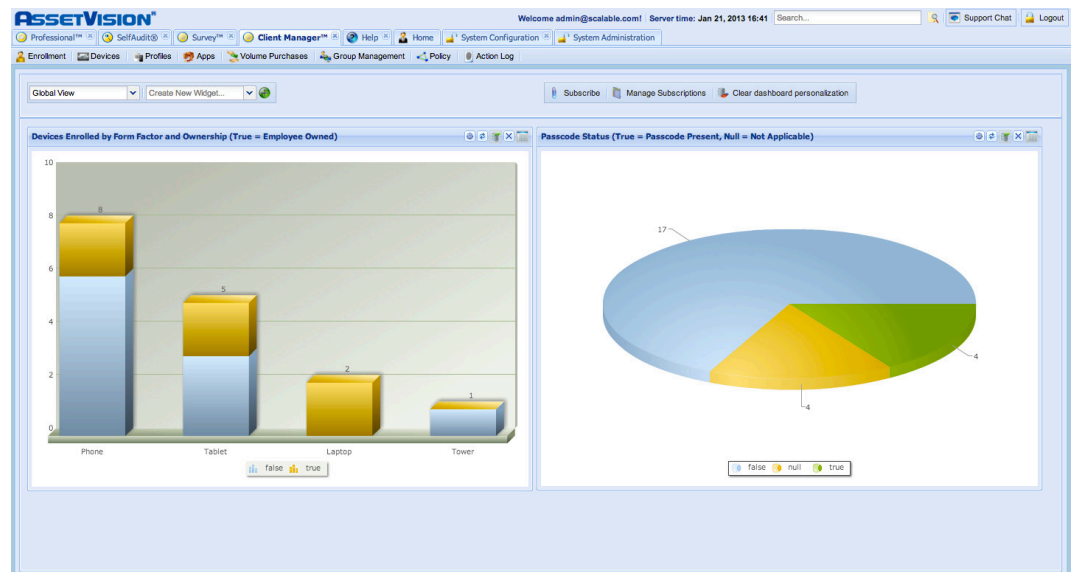 ASSETVISION®
Welcome admin@scalable.com! Server time: Jan 21, 2013 16:41 Search... Support Chat Logout
Professional™ SelfAudit® Survey™ Client Manager™ Help Home System Configuration System Administration
Enrollment Devices Profiles Apps Volume Purchases Group Management Policy Action Log
Global View Create New Widget... Subscribe Manage Subscriptions Clear dashboard personalization
Devices Enrolled by Form Factor and Ownership (True = Employee Owned)
10
8
6
4
2
0
8
5
2
1
Phone Tablet Laptop Tower
false true
Passcode Status (True = Passcode Present, Null = Not Applicable)
17
4
4
false null true